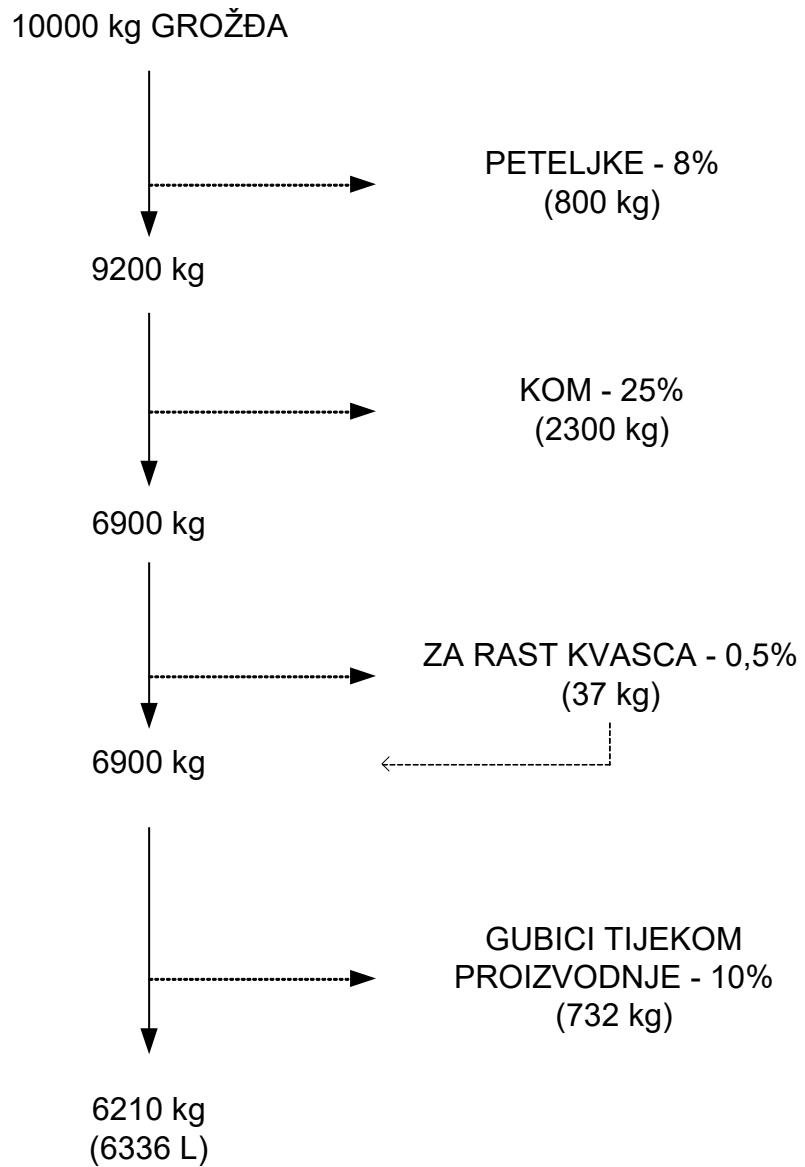 10000 kg GROŽĐA
PETELJKE - 8%
(800 kg)
9200 kg
KOM - 25%
(2300 kg)
6900 kg
ZA RAST KVASCA - 0,5%
(37 kg)
6900 kg
GUBICI TIJEKOM
PROIZVODNJE - 10%
(732 kg)
6210 kg
(6336 L)